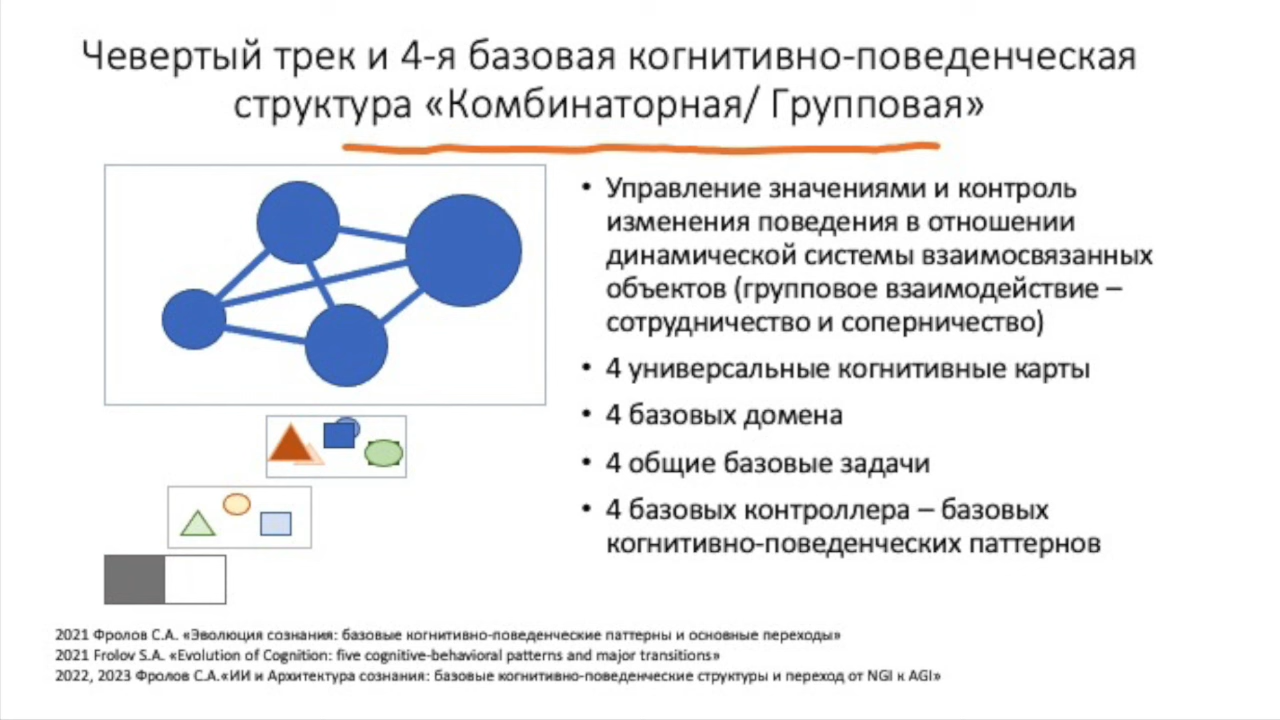 Чевертый трек и 4-я базовая когнитивно-поведенческая
структура «Комбинаторная/ Групповая»
• Управление значениями и контроль
изменения поведения в отношении
динамической системы взаимосвязанных
объектов (групповое взаимодействие –
сотрудничество и соперничество)
• 4 универсальные когнитивные карты
• 4 базовых домена
• 4 общие базовые задачи
• 4 базовых контроллера – базовых
когнитивно-поведенческих паттернов
2021 Фролов С.А. «Эволюция сознания: базовые когнитивно-поведенческие паттерны и основные переходы»
2021 Frolov S.A. «Evolution of Cognition: five cognitive-behavioral patterns and major transitions»
2022, 2023 Фролов С.А.«ИИ и Архитектура сознания: базовые когнитивно-поведенческие структуры и переход от NGI к AGI»